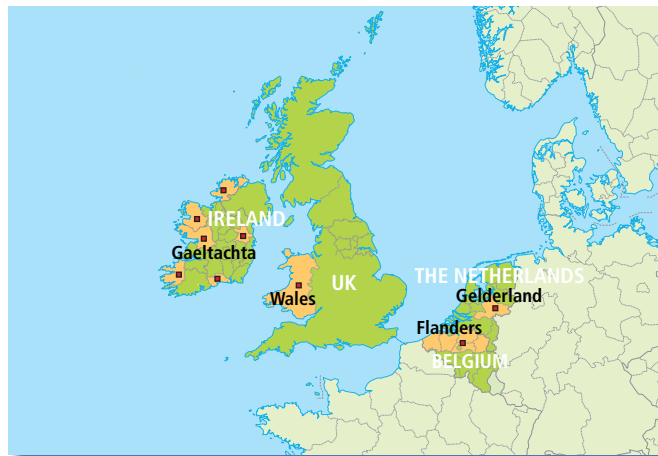 IRELAND
Gaeltachta
UK
Wales
THE NETHERLANDS
Gelderland
Flanders
BELGIUM